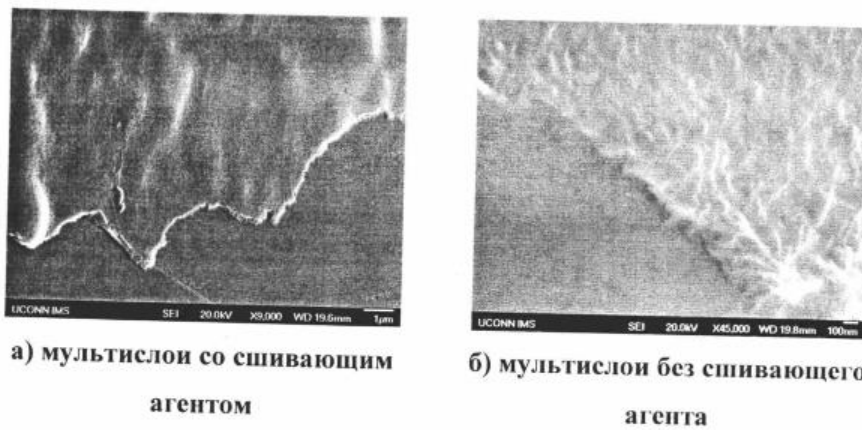 UCONN IMS SEI 20.0kV X9,000 WD 19.6mm 1µm
UCONN IMS SEI 20.0kV X45,000 WD 19.8mm 100nm
а) мультислои со сшивающим
агентом
б) мультислои без сшивающего
агента